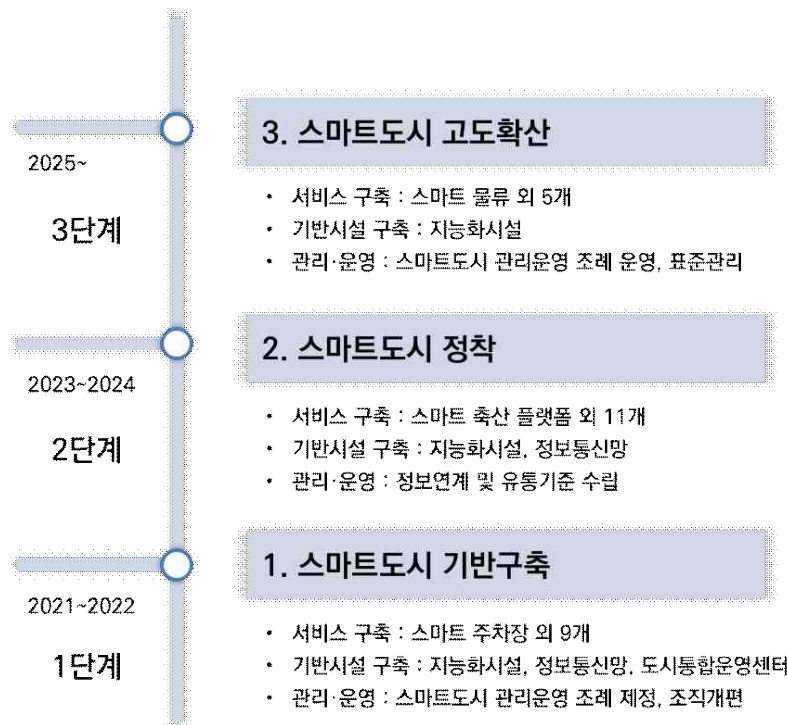 3. 스마트도시 고도확산
2025~
3단계
• 서비스 구축 : 스마트 물류 외 5개
• 기반시설 구축 : 지능화시설
• 관리·운영 : 스마트도시 관리운영 조례 운영, 표준관리
2. 스마트도시 정착
2023~2024
2단계
• 서비스 구축 : 스마트 축산 플랫폼 외 11개
• 기반시설 구축 : 지능화시설, 정보통신망
• 관리·운영 : 정보연계 및 유통기준 수립
1. 스마트도시 기반구축
2021~2022
1단계
• 서비스 구축 : 스마트 주차장 외 9개
• 기반시설 구축 : 지능화시설, 정보통신망, 도시통합운영센터
• 관리·운영 : 스마트도시 관리운영 조례 제정, 조직개편